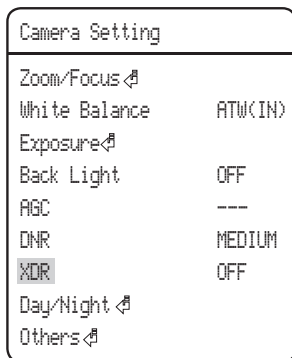 Camera Setting
Zoom/Focus
White Balance ATW(IN)
Exposure
Back Light OFF
AGC ---
DNR MEDIUM
XDR OFF
Day/Night
Others